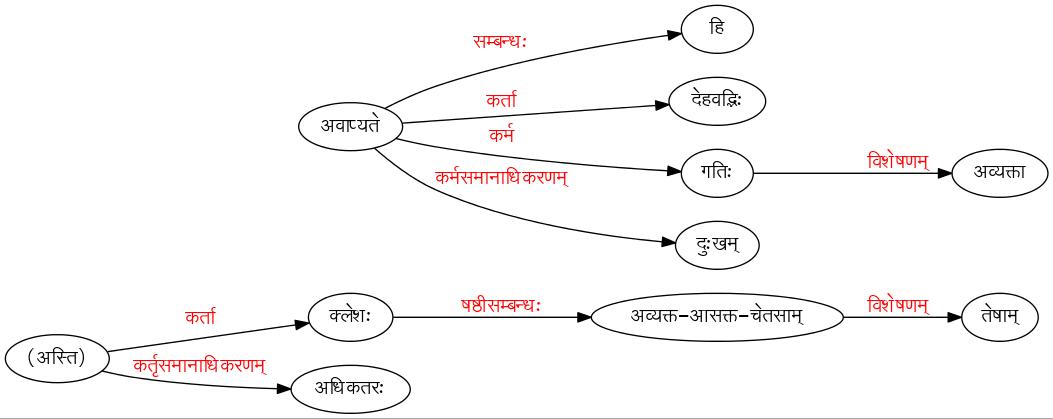 हि
सम्बन्धः
देहवद्भिः
कर्ता
अवाप्यते
कर्म
गतिः
विशेषणम्
अव्यक्ता
कर्मसमानाधिकरणम्
दुःखम्
कर्ता
क्लेशः
षष्ठीसम्बन्धः
अव्यक्त-आसक्त-चेतसाम्
विशेषणम्
तेषाम्
(अस्ति)
कर्तृसमानाधिकरणम्
अधिकतरः